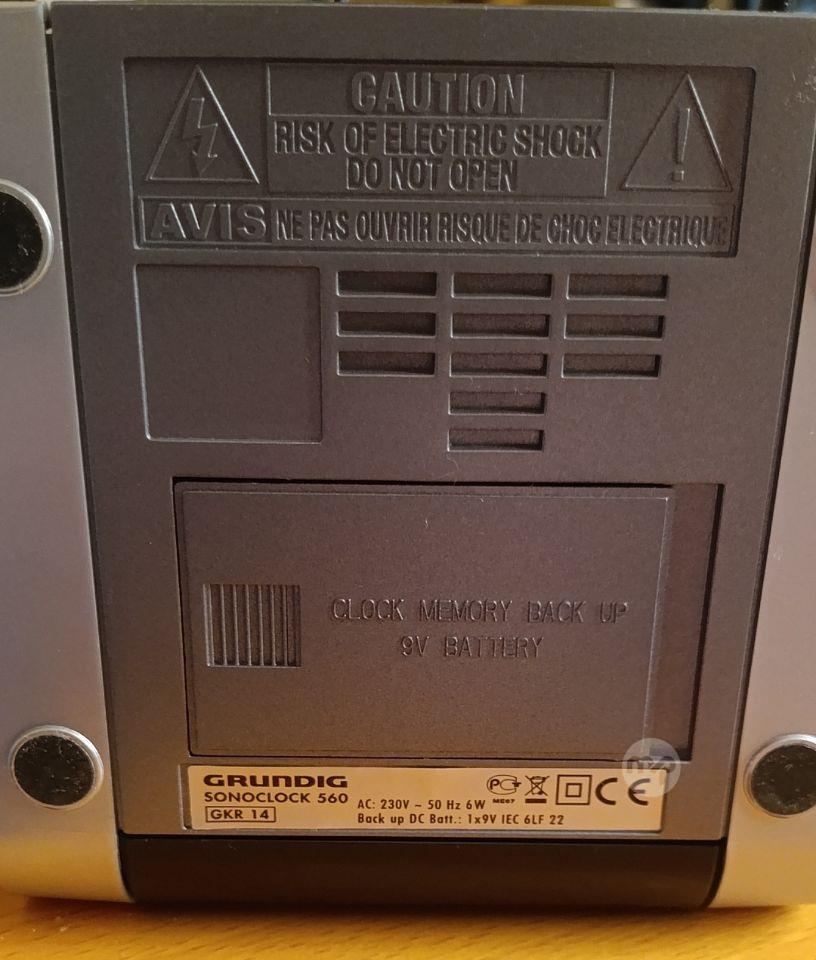 CAUTION
RISK OF ELECTRIC SHOCK
DO NOT OPEN
AVIS NE PAS OUVRIR RISQUE DE CHOC ELECTRIQUE
CLOCK MEMORY BACK UP
9V BATTERY
GRUNDIG
SONOCLOCK 560
GKR 14
AC: 230V ~ 50 Hz 6W
Back up DC Batt.: 1x9V IEC 6LF 22
ME67
CE